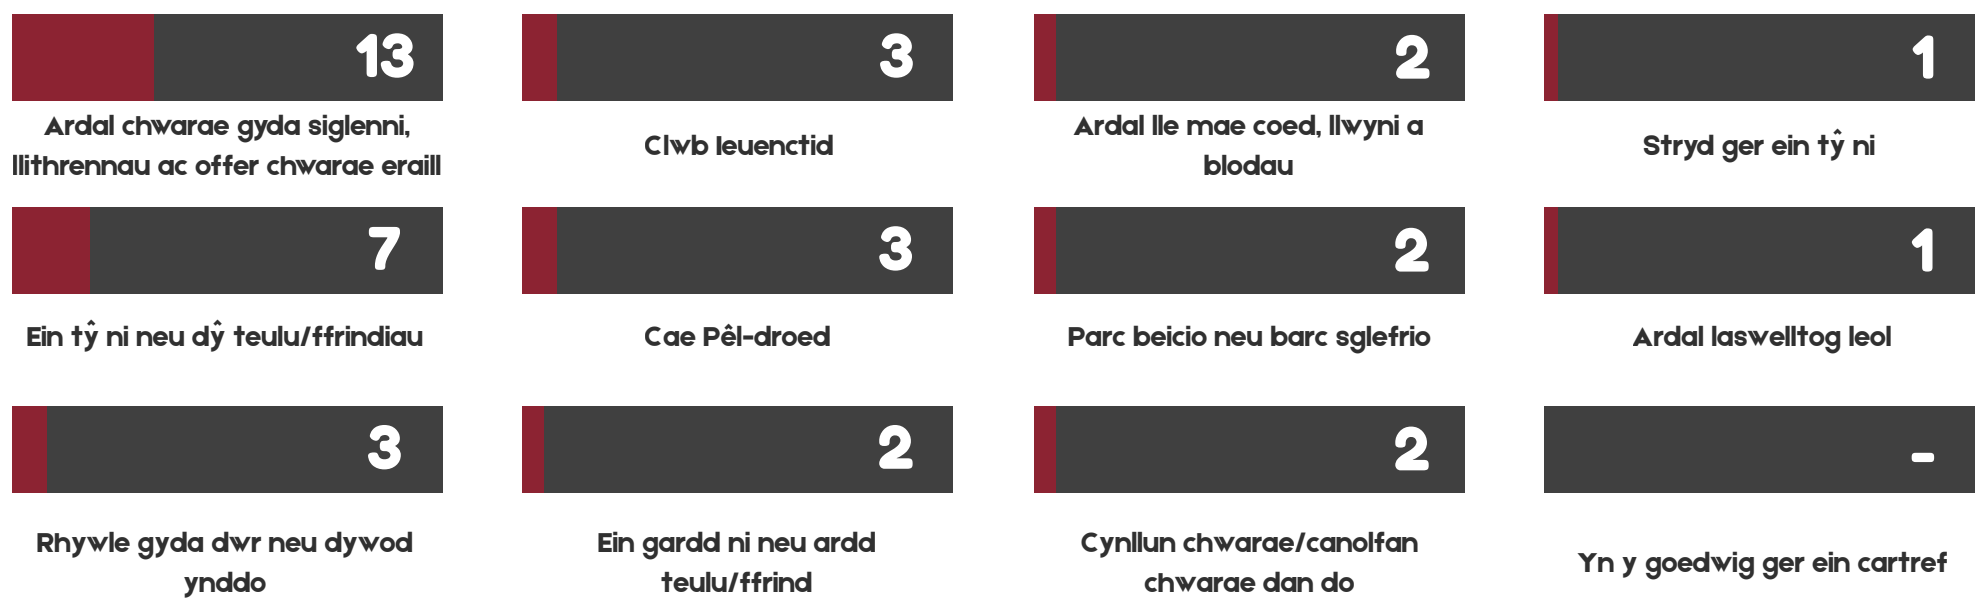 13
Ardal chwarae gyda siglenni,
llithrennau ac offer chwarae eraill
3
Clwb Ieuenctid
2
Ardal lle mae coed, llwyni a
blodau
1
Stryd ger ein tŷ ni
7
Ein tŷ ni neu dŷ teulu/ffrindiau
3
Cae Pêl-droed
2
Parc beicio neu barc sglefrio
1
Ardal laswelltog leol
3
Rhywle gyda dwr neu dywod
ynddo
2
Ein gardd ni neu ardd
teulu/ffrind
2
Cynllun chwarae/canolfan
chwarae dan do
-
Yn y goedwig ger ein cartref